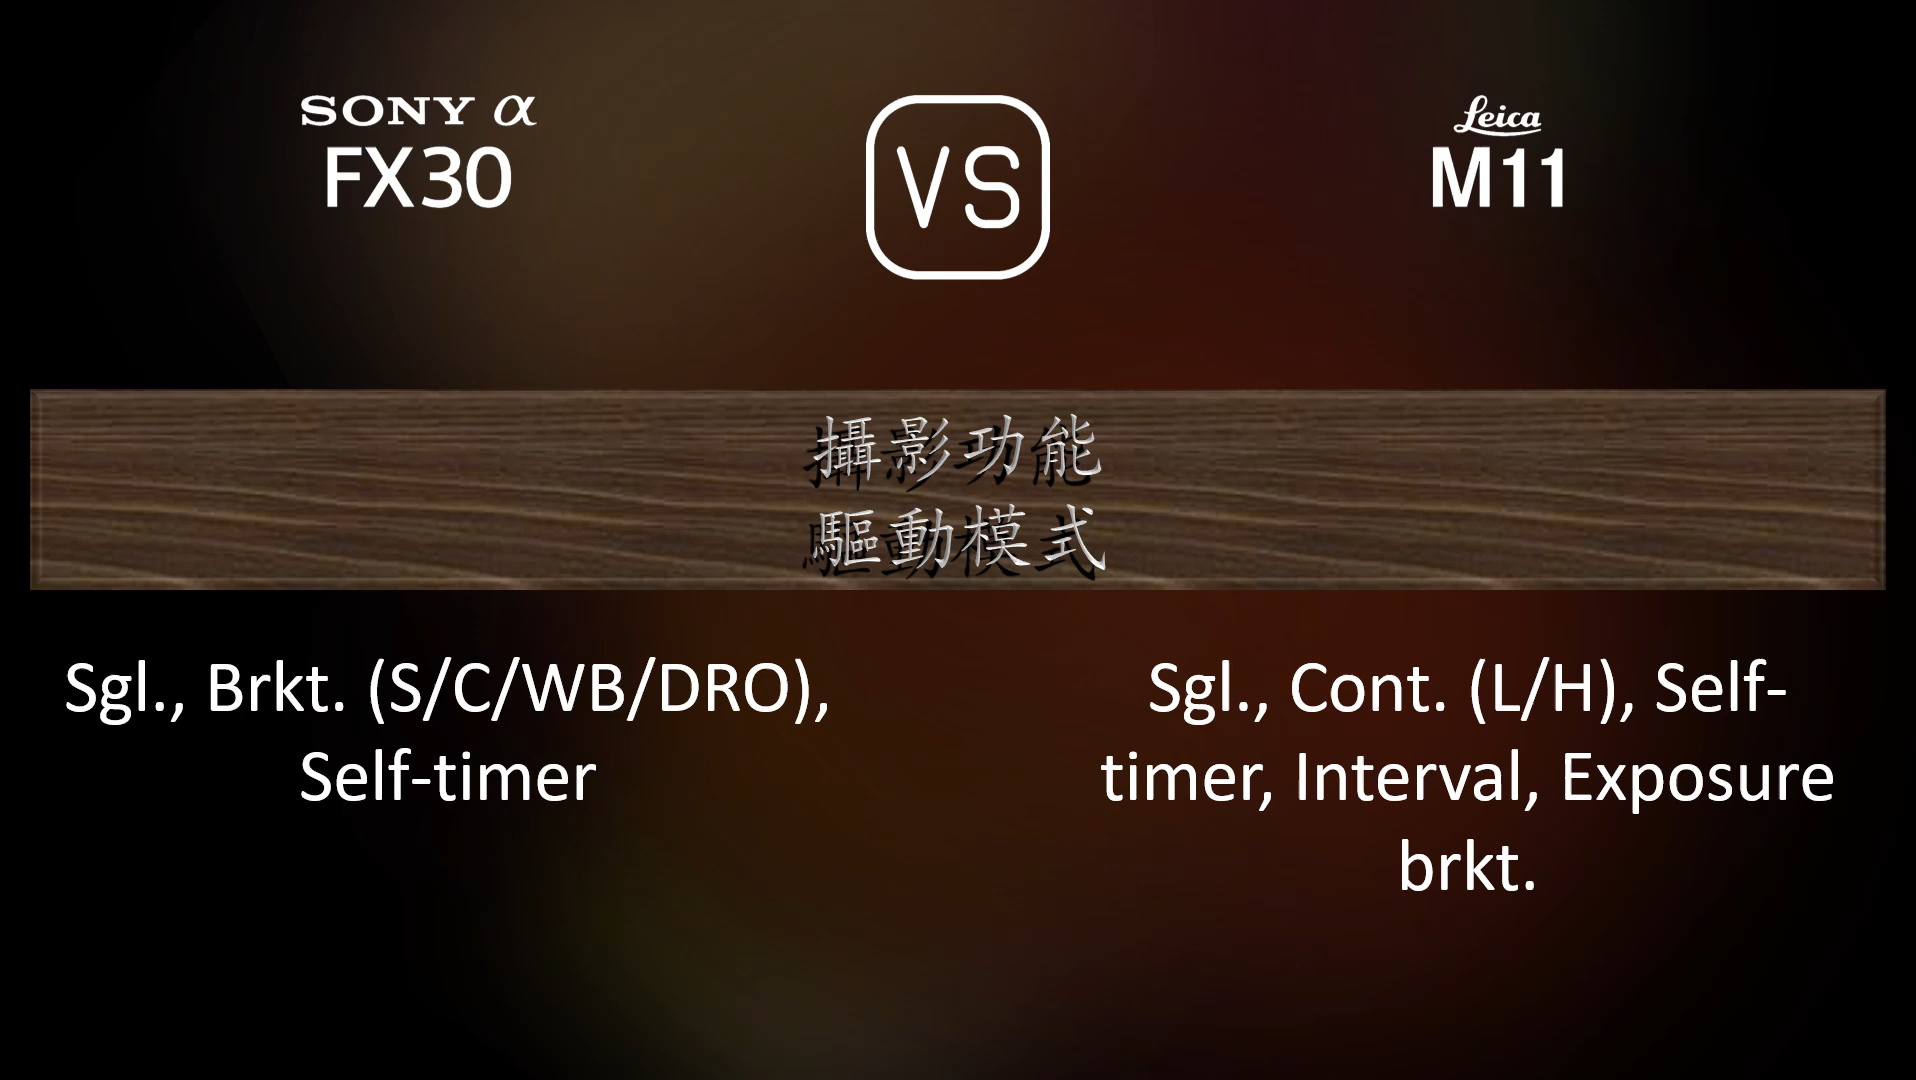 SONY α
FX30
VS
Leica
M11
攝影功能
驅動模式
Sgl., Brkt. (S/C/WB/DRO),
Self-timer
Sgl., Cont. (L/H), Self-
timer, Interval, Exposure
brkt.